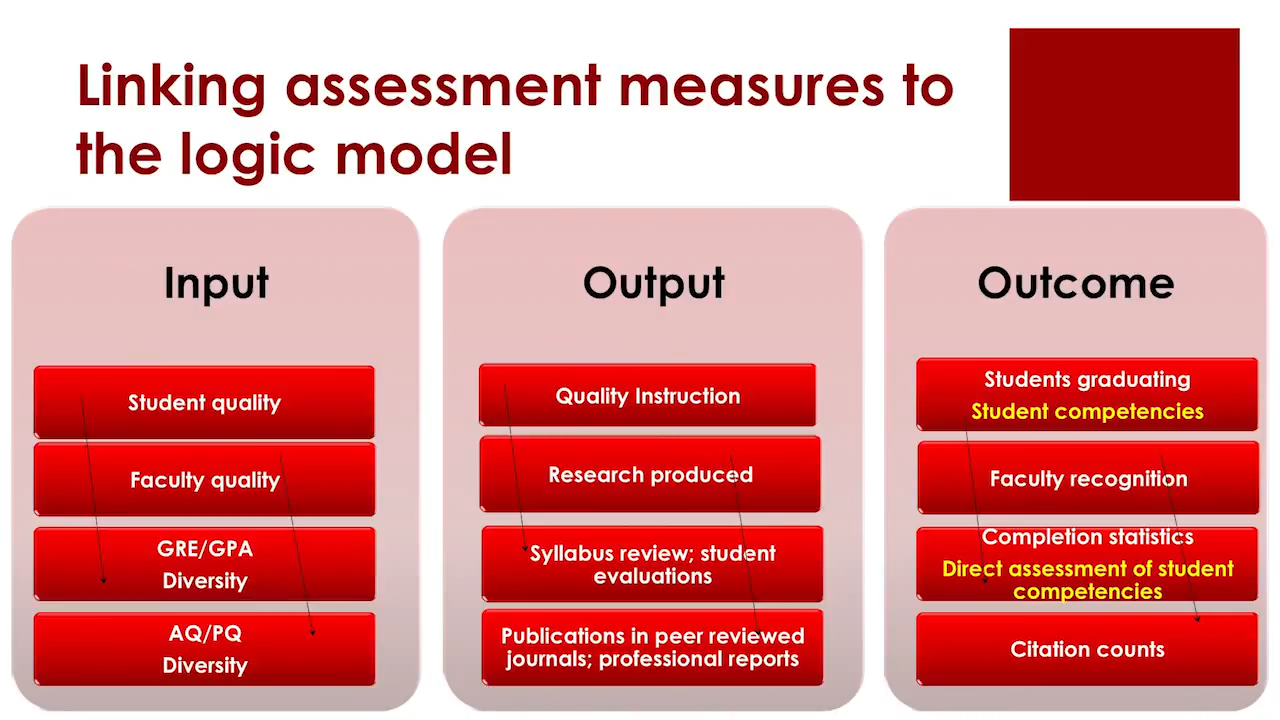 Linking assessment measures to
the logic model
Input
Student quality
Faculty quality
GRE/GPA
Diversity
AQ/PQ
Diversity
Output
Quality Instruction
Research produced
Syllabus review; student
evaluations
Publications in peer reviewed
journals; professional reports
Outcome
Students graduating
Student competencies
Faculty recognition
Completion statistics
Direct assessment of student
competencies
Citation counts